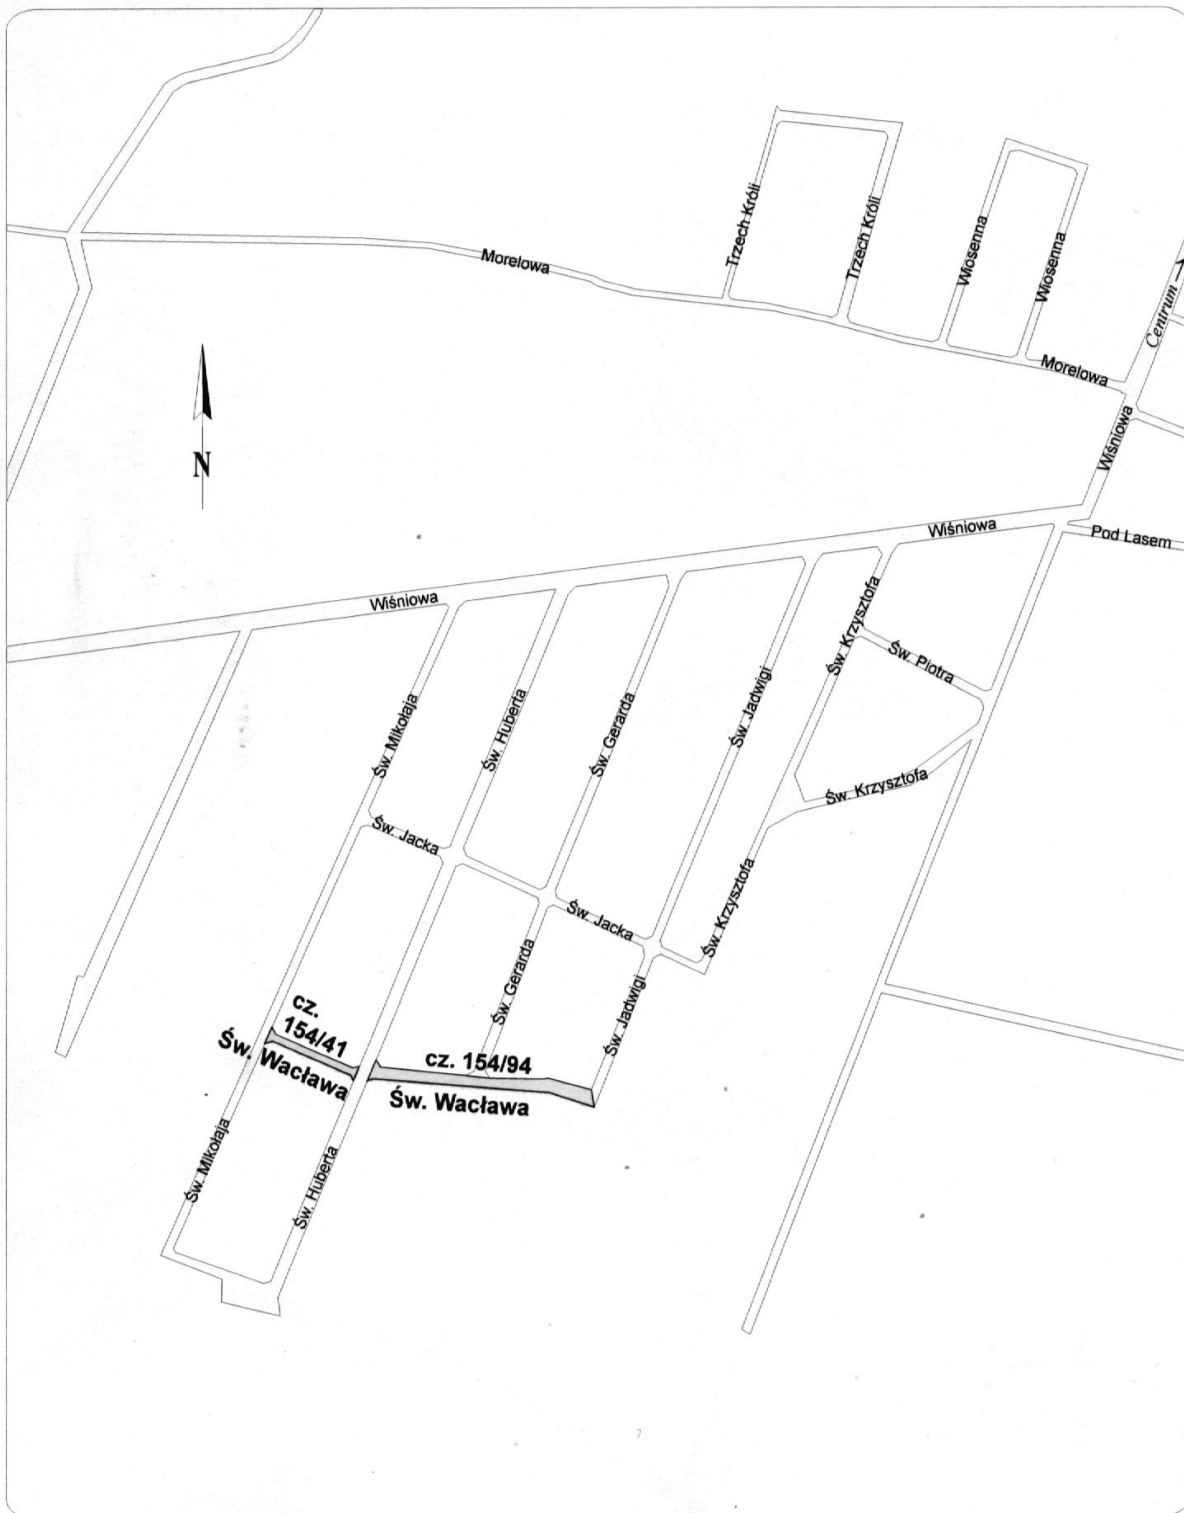 Trzech Króli
Trzech Króli
Wiosenna
Wiosenna
Morelowa
Centrum
Morelowa
Wiśniowa
N
Wiśniowa
Pod Lasem
Wiśniowa
Św. Krzysztofa
Św. Piotra
Św. Mikołaja
Św. Huberta
Św. Gerarda
Św. Jadwigi
Św. Krzysztofa
Św. Jacka
Św. Jacka
Św. Krzysztofa
Św. Gerarda
Św. Jadwigi
cz.
154/41
Św. Wacława
cz. 154/94
Św. Wacława
Św. Mikołaja
Św. Huberta